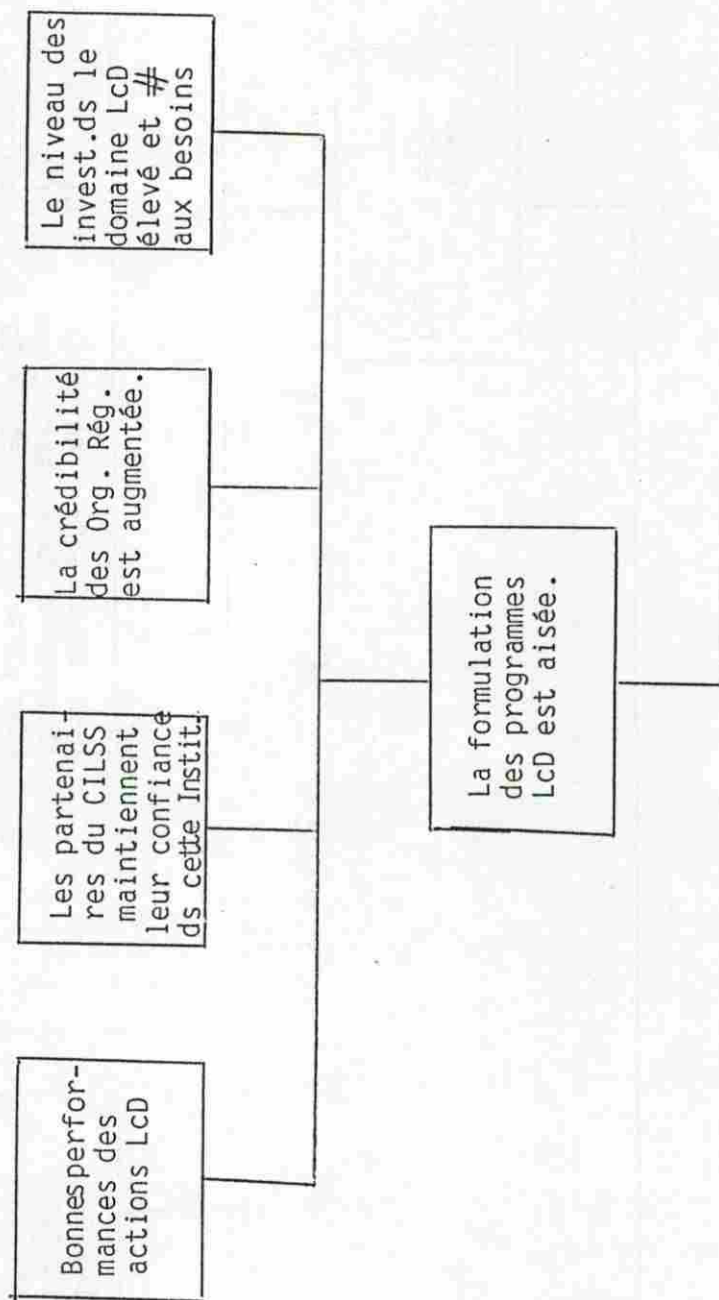 Bonnesperfor-
mances des
actions LcD
Les partenai-
res du CILSS
maintiennent
leur confiance
ds cette Instit.
La crédibilité
des Org. Rég.
est augmentée.
Le niveau des
invest.ds le
domaine LcD
élevé et #
aux besoins
La formulation
des programmes
LcD est aisée.